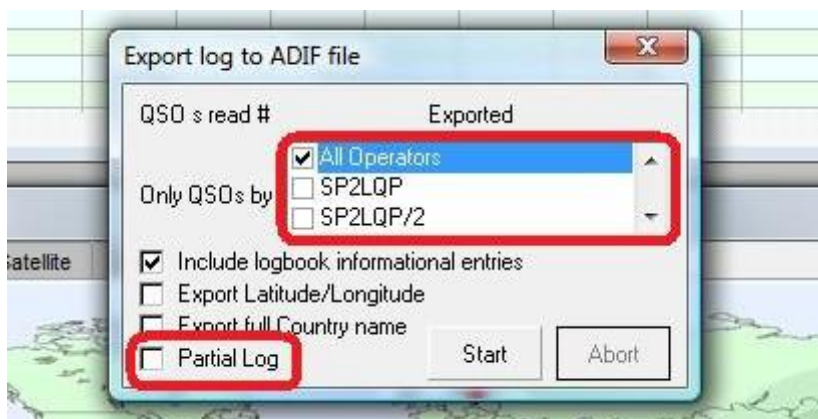 Export log to ADIF file
QSO s read # Exported
All Operators
Only QSOs by SP2LQP
SP2LQP/2
Satellite
Include logbook informational entries
Export Latitude/Longitude
Export full Country name
Partial Log Start Abort